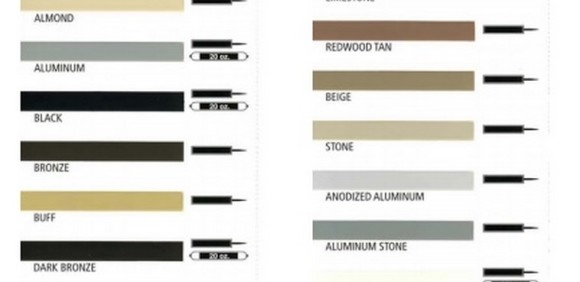 ALMOND
ALUMINUM
20 oz.
BLACK
20 oz.
BRONZE
BUFF
DARK BRONZE
20 oz.
LIMESTONE
REDWOOD TAN
BEIGE
STONE
ANODIZED ALUMINUM
ALUMINUM STONE